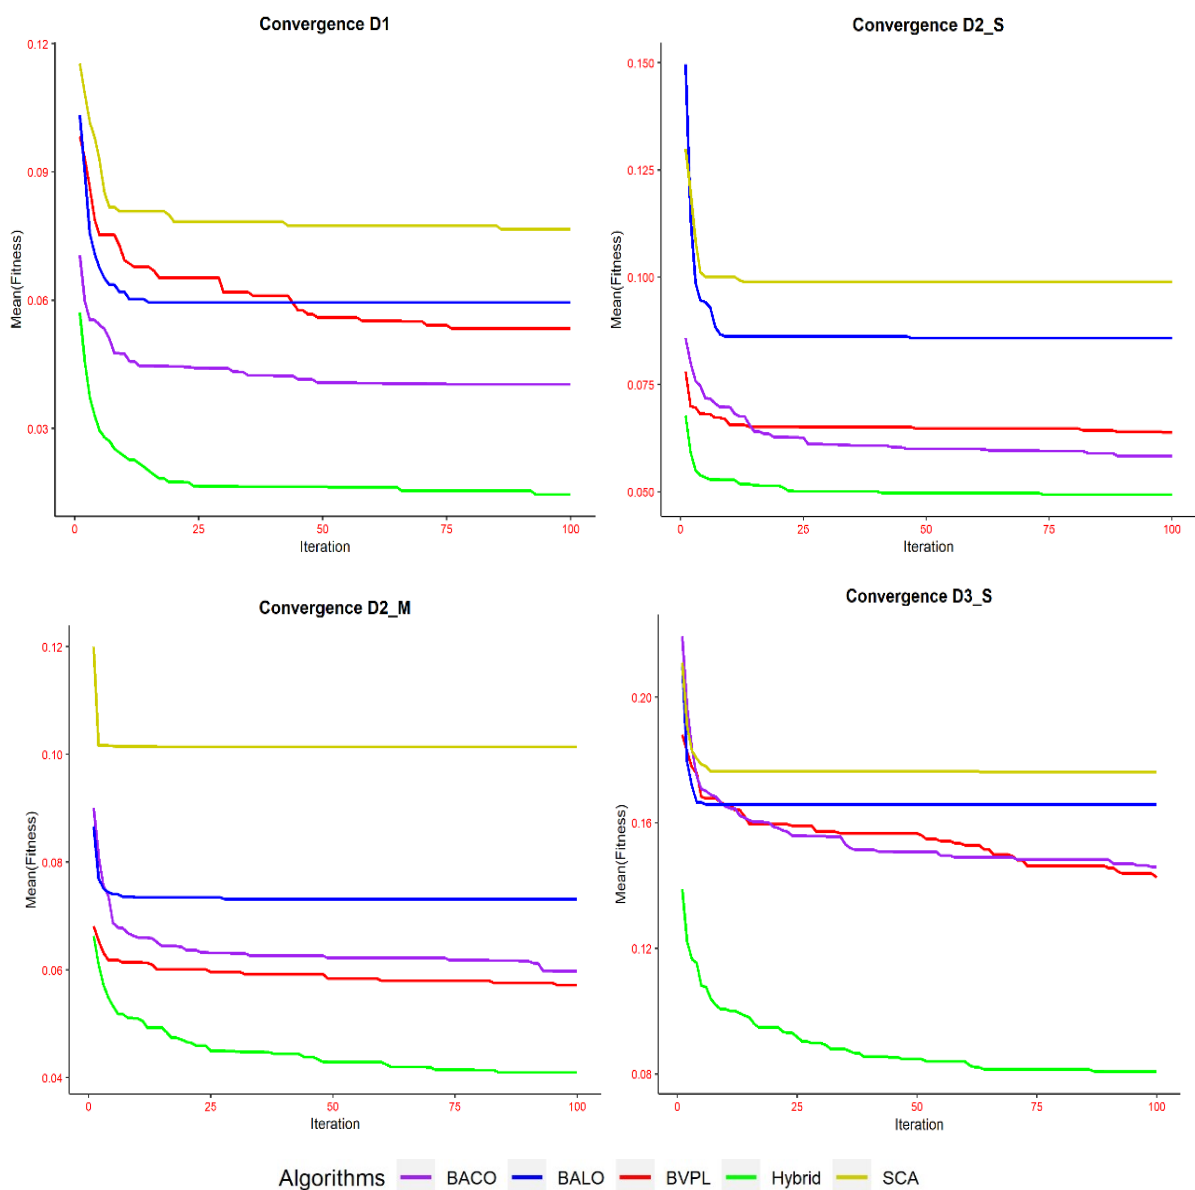 Convergence D1
0.12
0.09
0.06
0.03
Mean(Fitness)
0 25 50 75 100
Iteration
Convergence D2_S
0.150
0.125
0.100
0.075
0.050
Mean(Fitness)
0 25 50 75 100
Iteration
Convergence D2_M
0.12
0.10
0.08
0.06
0.04
Mean(Fitness)
0 25 50 75 100
Iteration
Convergence D3_S
0.20
0.16
0.12
0.08
Mean(Fitness)
0 25 50 75 100
Iteration
Algorithms BACO BALO BVPL Hybrid SCA